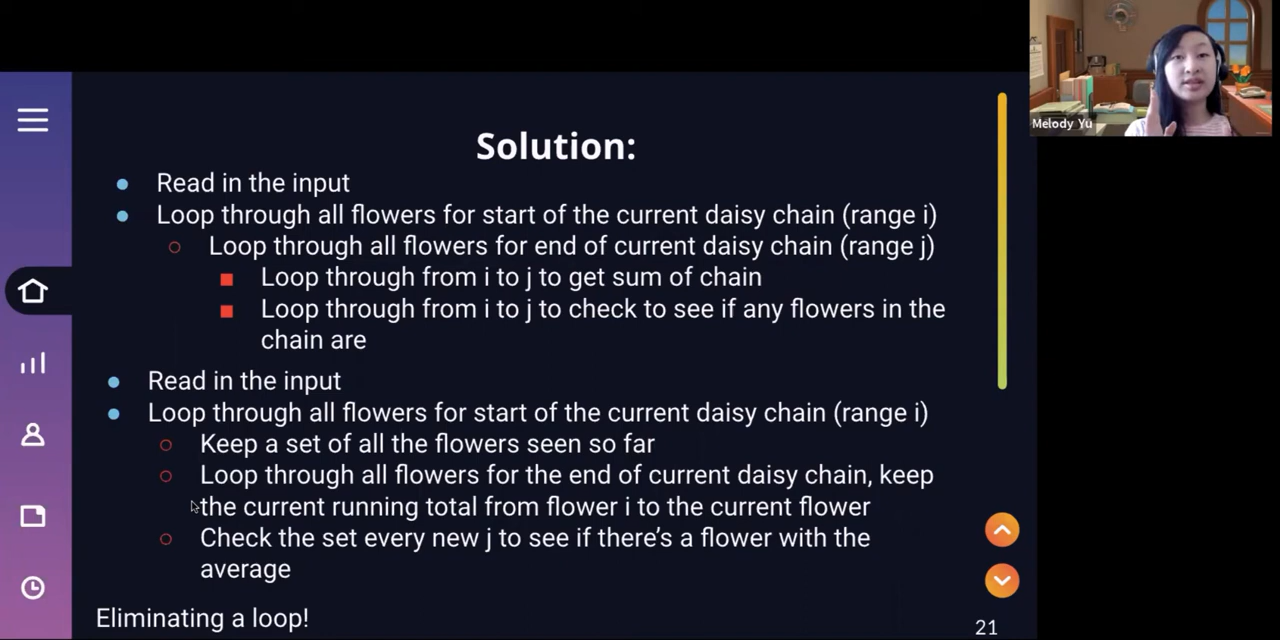 Melody Yu
Solution:
Read in the input
Loop through all flowers for start of the current daisy chain (range i)
Loop through all flowers for end of current daisy chain (range j)
Loop through from i to j to get sum of chain
Loop through from i to j to check to see if any flowers in the
chain are
Read in the input
Loop through all flowers for start of the current daisy chain (range i)
Keep a set of all the flowers seen so far
Loop through all flowers for the end of current daisy chain, keep
the current running total from flower i to the current flower
Check the set every new j to see if there's a flower with the
average
Eliminating a loop!
21